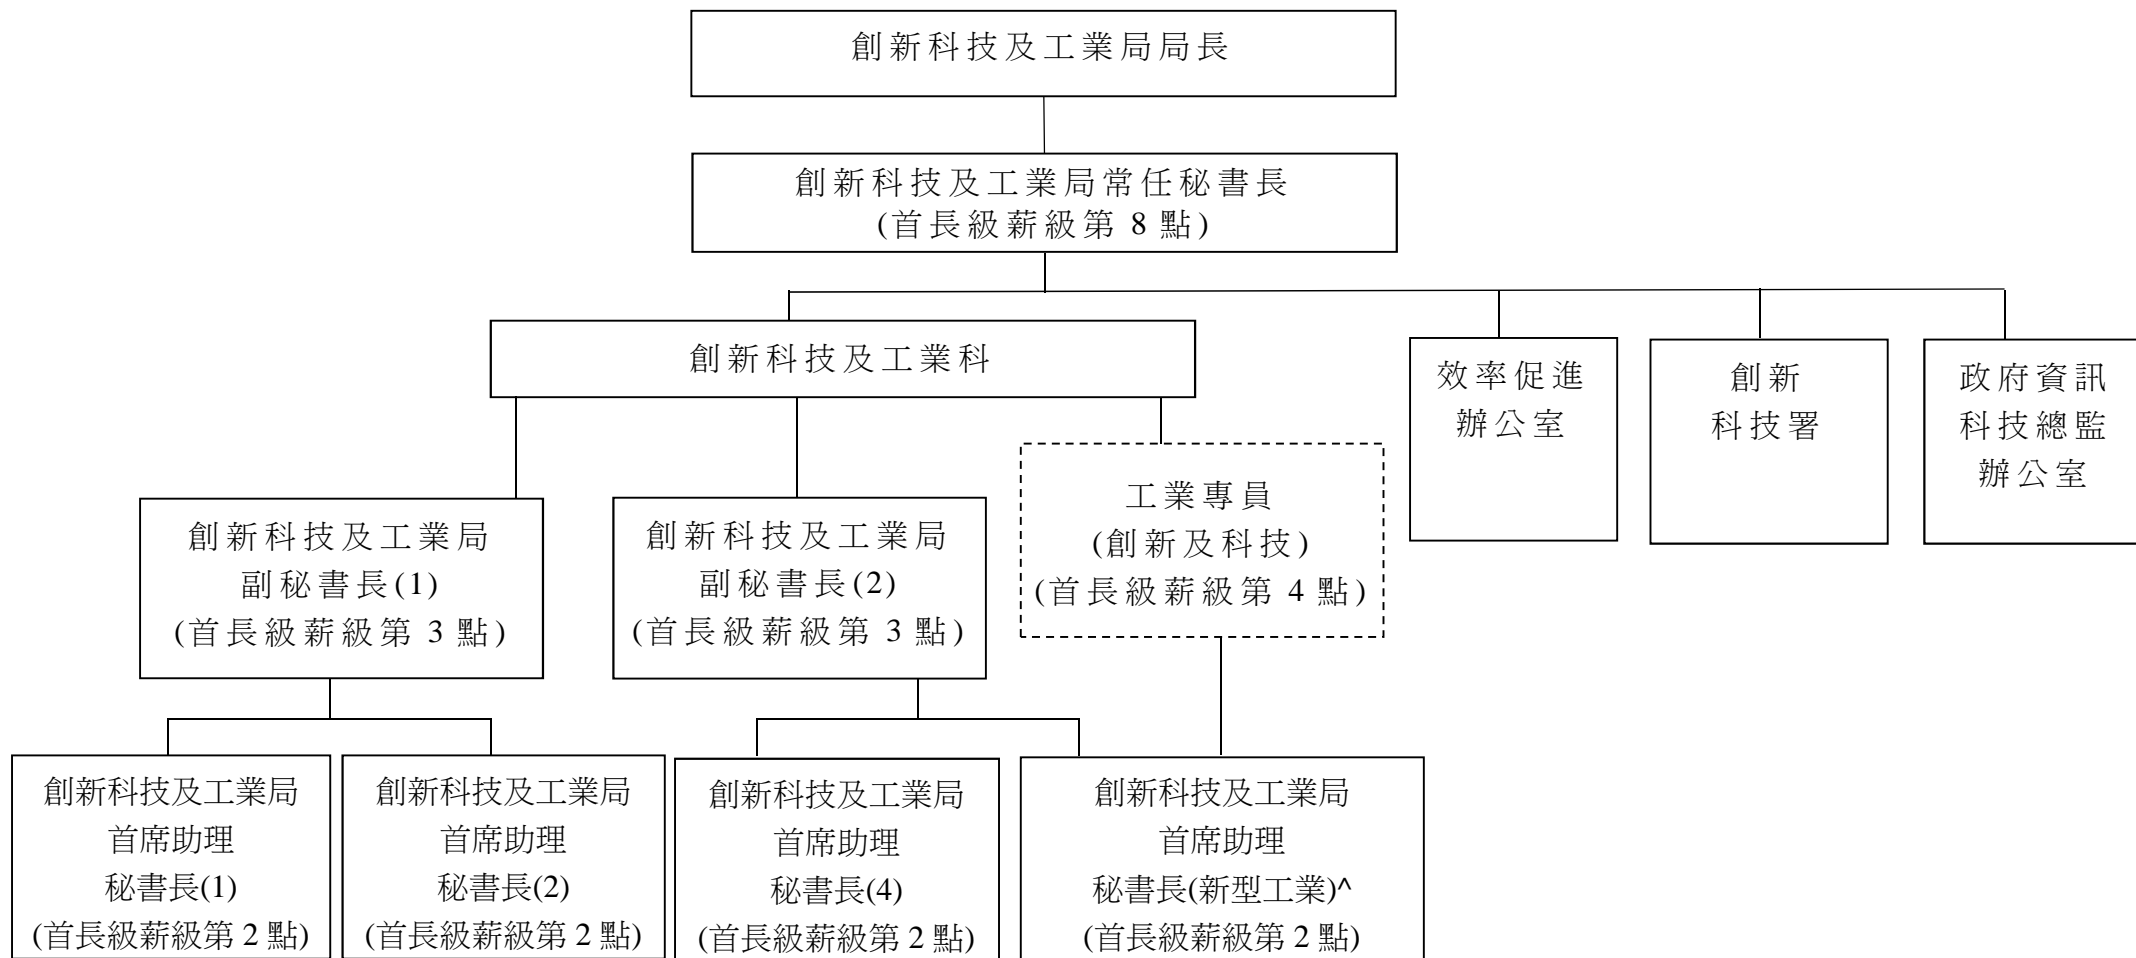 創新科技及工業局局長
創新科技及工業局常任秘書長
(首長級薪級第 8 點)
創新科技及工業科
效率促進
辦公室
創新
科技署
政府資訊
科技總監
辦公室
工業專員
(創新及科技)
(首長級薪級第 4 點)
創新科技及工業局
副秘書長(1)
(首長級薪級第 3 點)
創新科技及工業局
副秘書長(2)
(首長級薪級第 3 點)
創新科技及工業局
首席助理
秘書長(1)
(首長級薪級第 2 點)
創新科技及工業局
首席助理
秘書長(2)
(首長級薪級第 2 點)
創新科技及工業局
首席助理
秘書長(4)
(首長級薪級第 2 點)
創新科技及工業局
首席助理
秘書長(新型工業)^
(首長級薪級第 2 點)